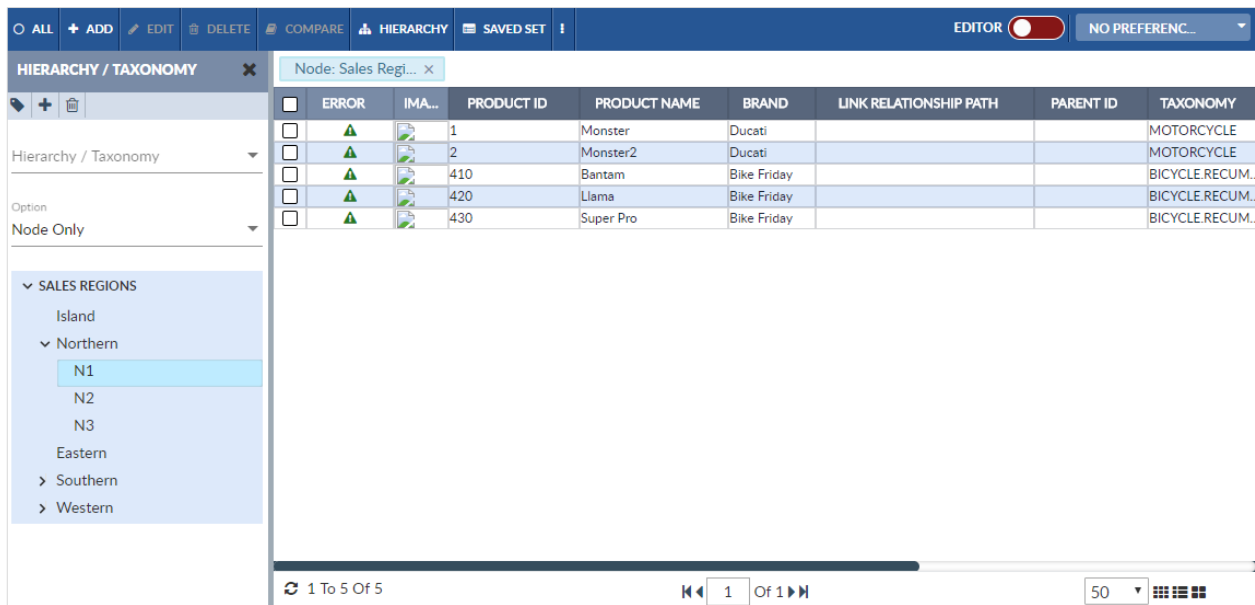 ALL ADD EDIT DELETE COMPARE HIERARCHY SAVED SET EDITOR NO PREFERENC...
HIERARCHY / TAXONOMY
Hierarchy / Taxonomy
Option
Node Only
SALES REGIONS
Island
Northern
N1
N2
N3
Eastern
Southern
Western
Node: Sales Regi... ×
ERROR IMA... PRODUCT ID PRODUCT NAME BRAND LINK RELATIONSHIP PATH PARENT ID TAXONOMY
1 Monster Ducati MOTORCYCLE
2 Monster2 Ducati MOTORCYCLE
410 Bantam Bike Friday BICYCLE.RECUM...
420 Llama Bike Friday BICYCLE.RECUM...
430 Super Pro Bike Friday BICYCLE.RECUM...
1 To 5 Of 5 1 Of 1 50